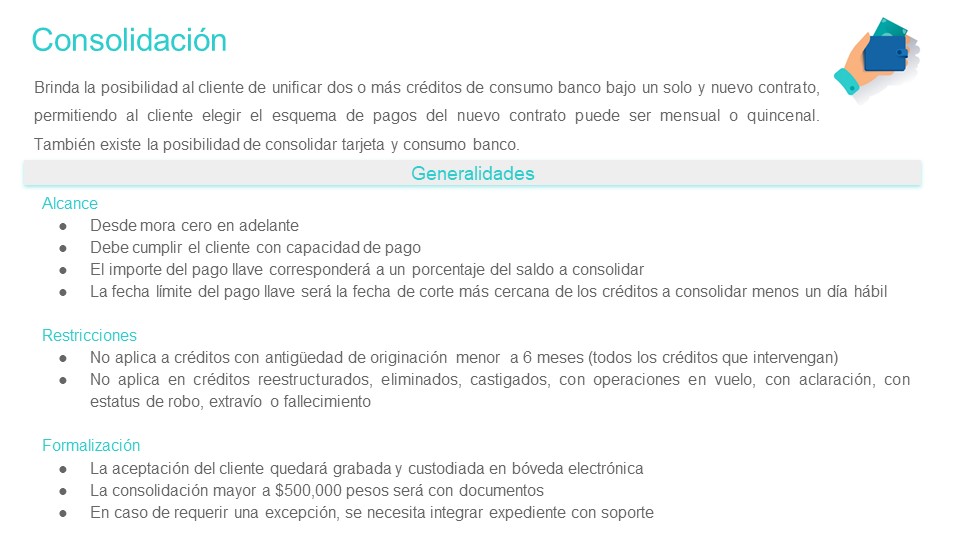 Consolidación
Brinda la posibilidad al cliente de unificar dos o más créditos de consumo banco bajo un solo y nuevo contrato,
permitiendo al cliente elegir el esquema de pagos del nuevo contrato puede ser mensual o quincenal.
También existe la posibilidad de consolidar tarjeta y consumo banco.
Generalidades
Alcance
● Desde mora cero en adelante
● Debe cumplir el cliente con capacidad de pago
● El importe del pago llave corresponderá a un porcentaje del saldo a consolidar
● La fecha límite del pago llave será la fecha de corte más cercana de los créditos a consolidar menos un día hábil
Restricciones
● No aplica a créditos con antigüedad de originación menor a 6 meses (todos los créditos que intervengan)
● No aplica en créditos reestructurados, eliminados, castigados, con operaciones en vuelo, con aclaración, con
estatus de robo, extravío o fallecimiento
Formalización
● La aceptación del cliente quedará grabada y custodiada en bóveda electrónica
● La consolidación mayor a $500,000 pesos será con documentos
● En caso de requerir una excepción, se necesita integrar expediente con soporte